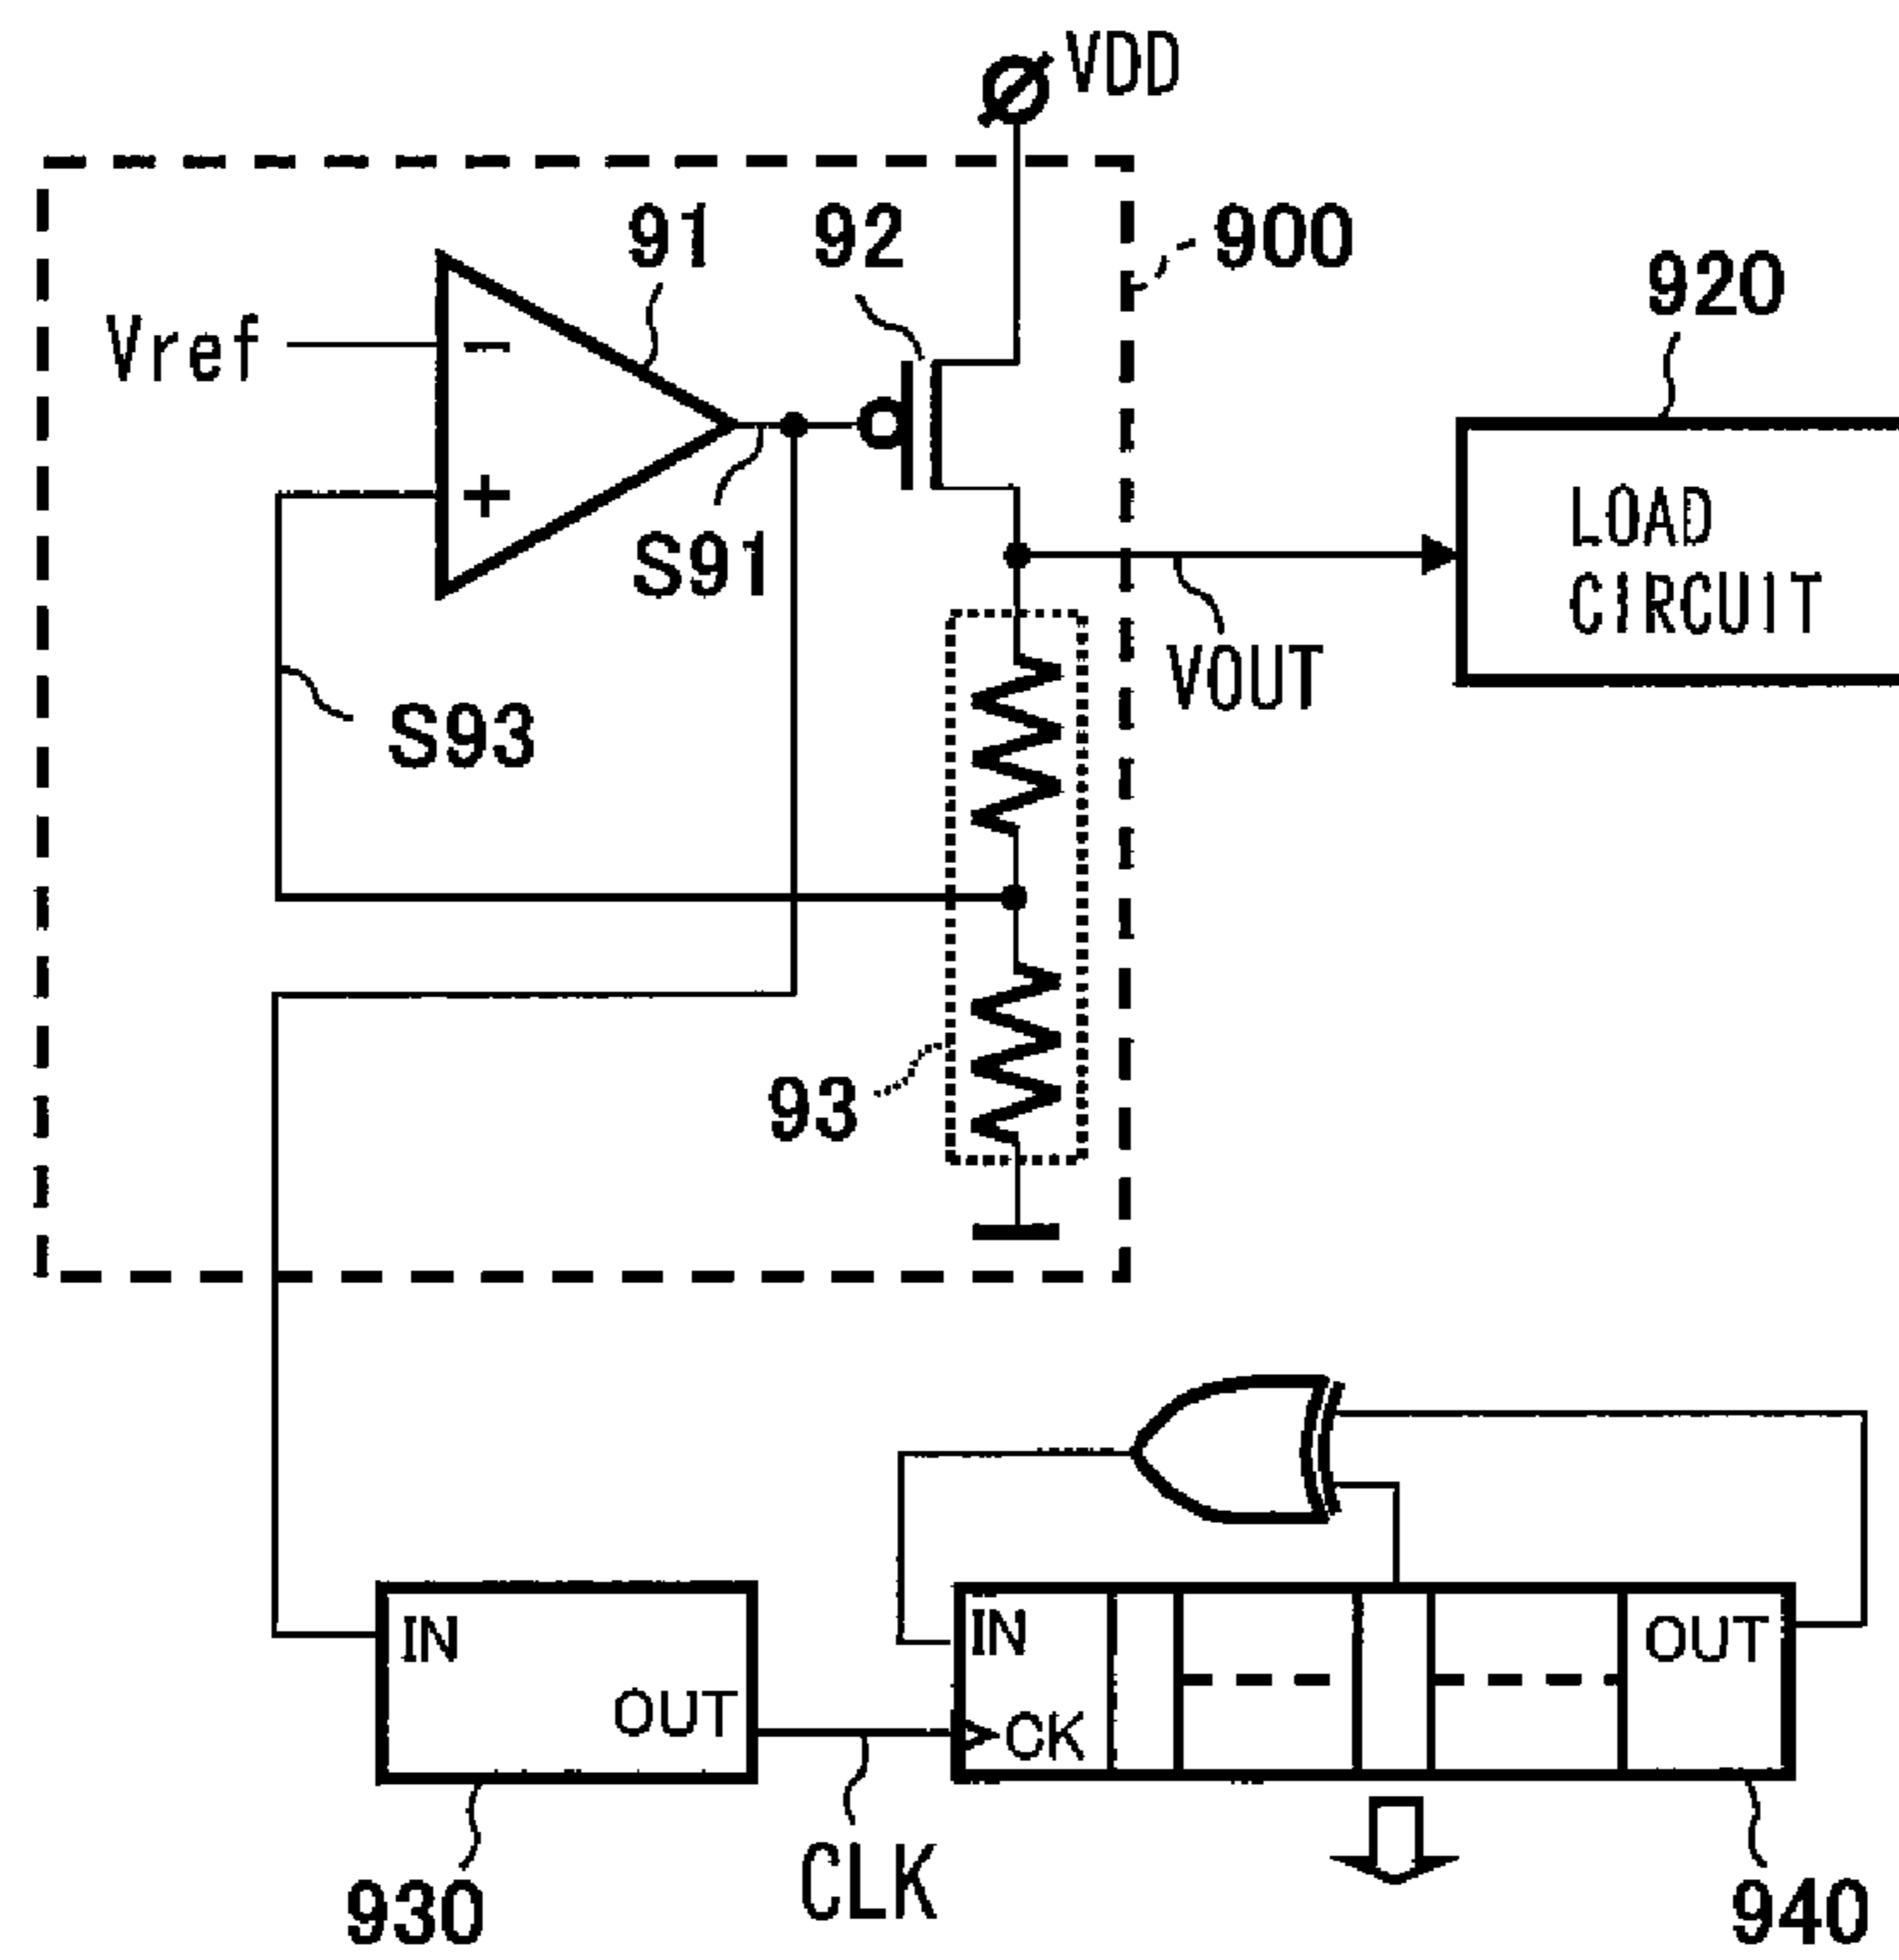 VDD
91
92
900
920
Vref
−
+
S91
LOAD
CIRCUIT
VOUT
S93
93
IN
OUT
IN
OUT
CK
CLK
930
940